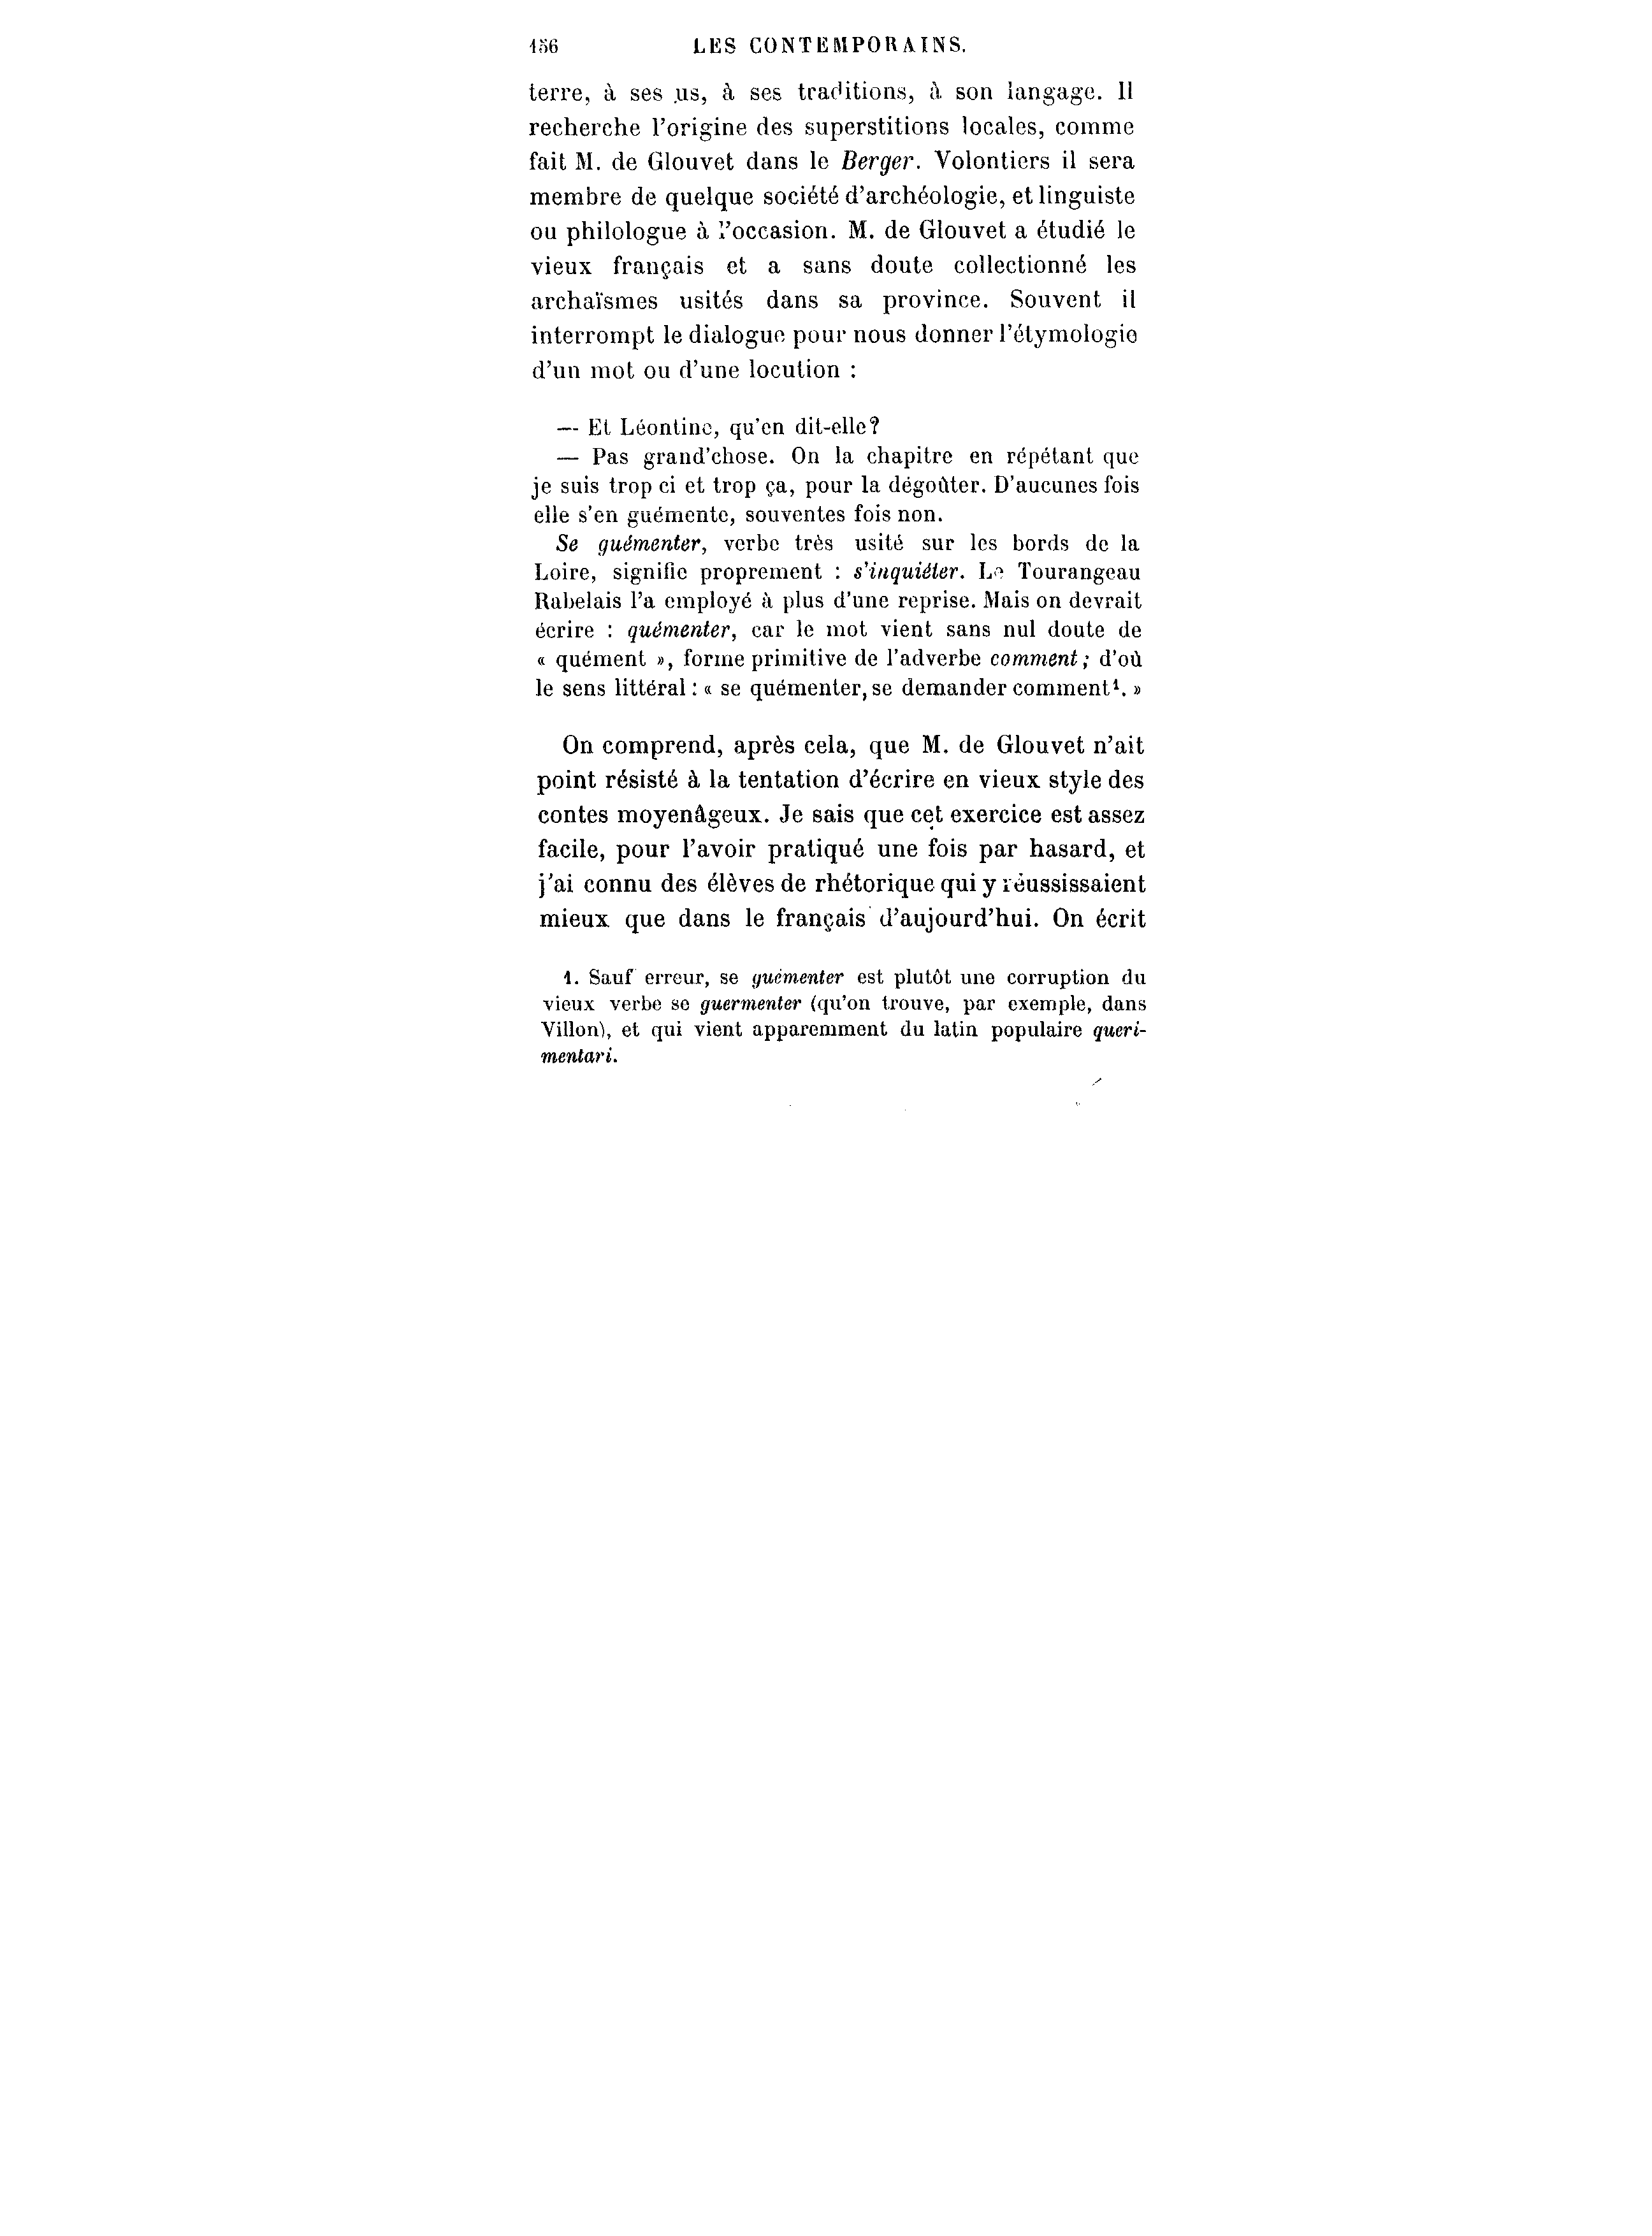 156 LES CONTEMPORAINS.
terre, à ses us, à ses traditions, à son langage. Il
recherche l'origine des superstitions locales, comme
fait M. de Glouvet dans le Berger. Volontiers il sera
membre de quelque société d'archéologie, et linguiste
ou philologue à l'occasion. M. de Glouvet a étudié le
vieux français et a sans doute collectionné les
archaïsmes usités dans sa province. Souvent il
interrompt le dialogue pour nous donner l'étymologie
d'un mot ou d'une locution :
— Et Léontine, qu'en dit-elle?
— Pas grand'chose. On la chapitre en répétant que
je suis trop ci et trop ça, pour la dégoûter. D'aucunes fois
elle s'en guémente, souventes fois non.
Se guémenter, verbe très usité sur les bords de la
Loire, signifie proprement : s'inquiéter. Le Tourangeau
Rabelais l'a employé à plus d'une reprise. Mais on devrait
écrire : quémenter, car le mot vient sans nul doute de
« quément », forme primitive de l'adverbe comment ; d'où
le sens littéral : « se quémenter, se demander comment¹. »
On comprend, après cela, que M. de Glouvet n'ait
point résisté à la tentation d'écrire en vieux style des
contes moyenâgeux. Je sais que cet exercice est assez
facile, pour l'avoir pratiqué une fois par hasard, et
j'ai connu des élèves de rhétorique qui y réussissaient
mieux que dans le français d'aujourd'hui. On écrit
1. Sauf erreur, se guémenter est plutôt une corruption du
vieux verbe se guermenter (qu'on trouve, par exemple, dans
Villon), et qui vient apparemment du latin populaire queri-
mentari.